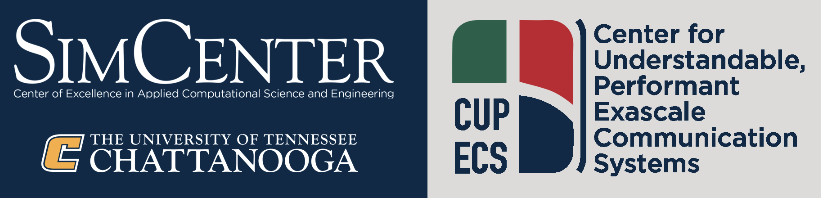 SIMCENTER
Center of Excellence in Applied Computational Science and Engineering
C THE UNIVERSITY OF TENNESSEE
CHATTANOOGA
CUP
ECS
Center for
Understandable,
Performant
Exascale
Communication
Systems